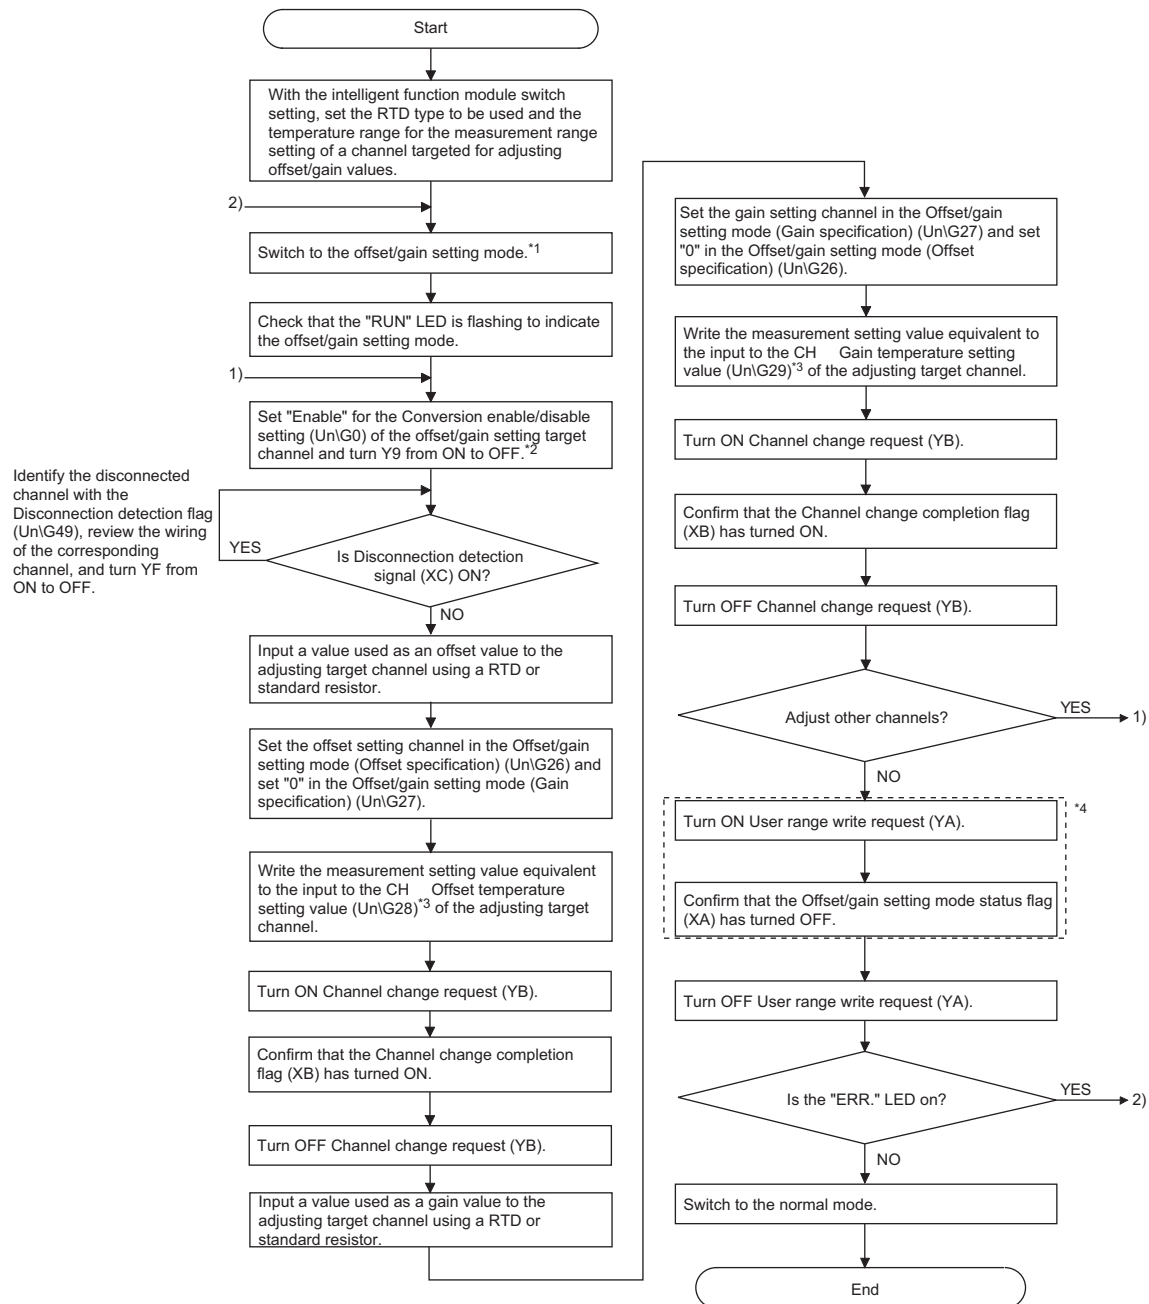 Start
With the intelligent function module switch
setting, set the RTD type to be used and the
temperature range for the measurement range
setting of a channel targeted for adjusting
offset/gain values.
2)
Switch to the offset/gain setting mode.*1
Check that the "RUN" LED is flashing to indicate
the offset/gain setting mode.
1)
Set "Enable" for the Conversion enable/disable
setting (Un\G0) of the offset/gain setting target
channel and turn Y9 from ON to OFF.*2
Identify the disconnected
channel with the
Disconnection detection flag
(Un\G49), review the wiring
of the corresponding
channel, and turn YF from
ON to OFF.
YES
Is Disconnection detection
signal (XC) ON?
NO
Input a value used as an offset value to the
adjusting target channel using a RTD or
standard resistor.
Set the offset setting channel in the Offset/gain
setting mode (Offset specification) (Un\G26) and
set "0" in the Offset/gain setting mode (Gain
specification) (Un\G27).
Write the measurement setting value equivalent
to the input to the CH Offset temperature
setting value (Un\G28)*3 of the adjusting target
channel.
Turn ON Channel change request (YB).
Confirm that the Channel change completion
flag (XB) has turned ON.
Turn OFF Channel change request (YB).
Input a value used as a gain value to the
adjusting target channel using a RTD or
standard resistor.
Set the gain setting channel in the Offset/gain
setting mode (Gain specification) (Un\G27) and set
"0" in the Offset/gain setting mode (Offset
specification) (Un\G26).
Write the measurement setting value equivalent to
the input to the CH Gain temperature setting
value (Un\G29)*3 of the adjusting target channel.
Turn ON Channel change request (YB).
Confirm that the Channel change completion flag
(XB) has turned ON.
Turn OFF Channel change request (YB).
Adjust other channels?
YES
1)
NO
*4
Turn ON User range write request (YA).
Confirm that the Offset/gain setting mode status flag
(XA) has turned OFF.
Turn OFF User range write request (YA).
Is the "ERR." LED on?
YES
2)
NO
Switch to the normal mode.
End